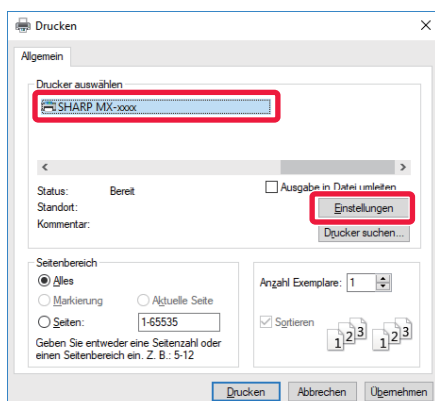 Drucken
Allgemein
Drucker auswählen
SHARP MX-xxxx
Status: Bereit
Standort:
Kommentar:
Ausgabe in Datei umleiten
Einstellungen
Drucker suchen...
Seitenbereich
Alles
Markierung
Aktuelle Seite
Seiten: 1-65535
Geben Sie entweder eine Seitenzahl oder
einen Seitenbereich ein. Z. B.: 5-12
Anzahl Exemplare: 1
Sortieren
1 2 3 1 2 3
Drucken Abbrechen Übernehmen